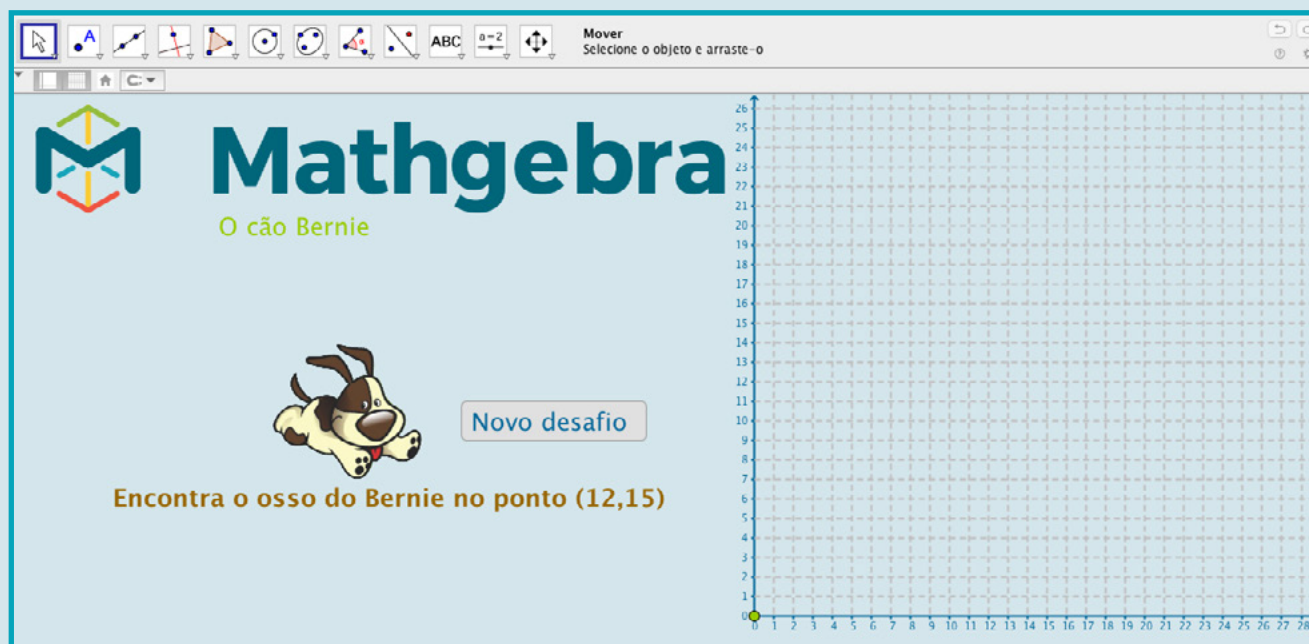 A
ABC
a=2
Mover
Selecione o objeto e arraste-o
Mathgebra
O cão Bernie
Novo desafio
Encontra o osso do Bernie no ponto (12,15)
26
25
24
23
22
21
20
19
18
17
16
15
14
13
12
11
10
9
8
7
6
5
4
3
2
1
0
0 1 2 3 4 5 6 7 8 9 10 11 12 13 14 15 16 17 18 19 20 21 22 23 24 25 26 27 28